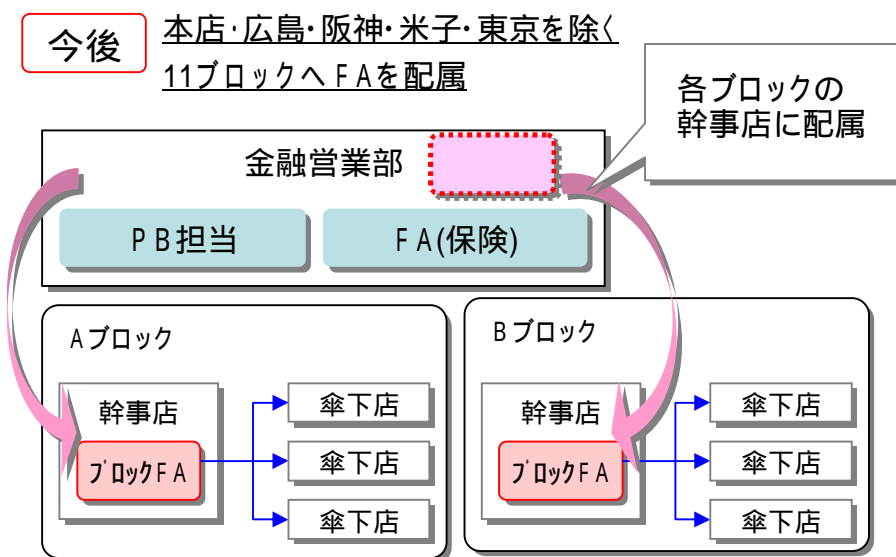 今後
本店・広島・阪神・米子・東京を除く
11ブロックへFAを配属
各ブロックの
幹事店に配属
金融営業部
PB担当
FA(保険)
Aブロック
幹事店
ブロックFA
傘下店
傘下店
傘下店
Bブロック
幹事店
ブロックFA
傘下店
傘下店
傘下店